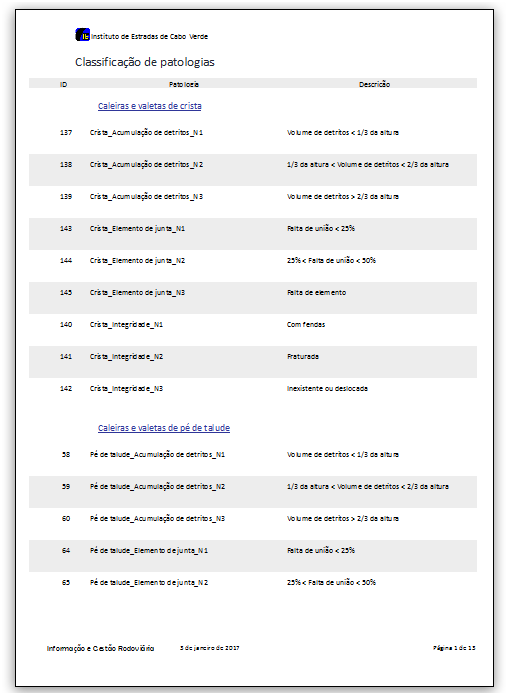 Instituto de Estradas de Cabo Verde
Classificação de patologias
ID Patologia Descricão
Caleiras e valetas de crista
137 Crista_Acumulação de detritos_N1 Volume de detritos < 1/3 da altura
138 Crista_Acumulação de detritos_N2 1/3 da altura < Volume de detritos < 2/3 da altura
139 Crista_Acumulação de detritos_N3 Volume de detritos > 2/3 da altura
143 Crista_Elemento de junta_N1 Falta de união < 25%
144 Crista_Elemento de junta_N2 25% < Falta de união < 50%
145 Crista_Elemento de junta_N3 Falta de elemento
140 Crista_Integridade_N1 Com fendas
141 Crista_Integridade_N2 Fraturada
142 Crista_Integridade_N3 Inexistente ou deslocada
Caleiras e valetas de pé de talude
58 Pé de talude_Acumulação de detritos_N1 Volume de detritos < 1/3 da altura
59 Pé de talude_Acumulação de detritos_N2 1/3 da altura < Volume de detritos < 2/3 da altura
60 Pé de talude_Acumulação de detritos_N3 Volume de detritos > 2/3 da altura
64 Pé de talude_Elemento de junta_N1 Falta de união < 25%
65 Pé de talude_Elemento de junta_N2 25% < Falta de união < 50%
Informação e Gestão Rodoviária 3 de janeiro de 2017 Página 1 de 13